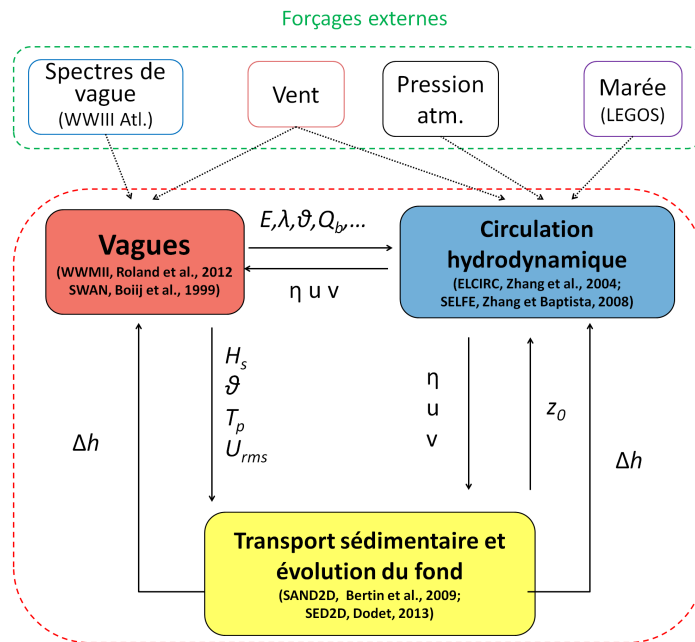 Forçages externes
Spectres de
vague
(WWIII Atl.)
Vent
Pression
atm.
Marée
(LEGOS)
Vagues
(WWMII, Roland et al., 2012
SWAN, Boiij et al., 1999)
E,λ,ϑ,Q_b,...
η u v
Circulation
hydrodynamique
(ELCIRC, Zhang et al., 2004;
SELFE, Zhang et Baptista, 2008)
Δh
H_s
ϑ
T_p
U_rms
η
u
v
z_0
Δh
Transport sédimentaire et
évolution du fond
(SAND2D, Bertin et al., 2009;
SED2D, Dodet, 2013)